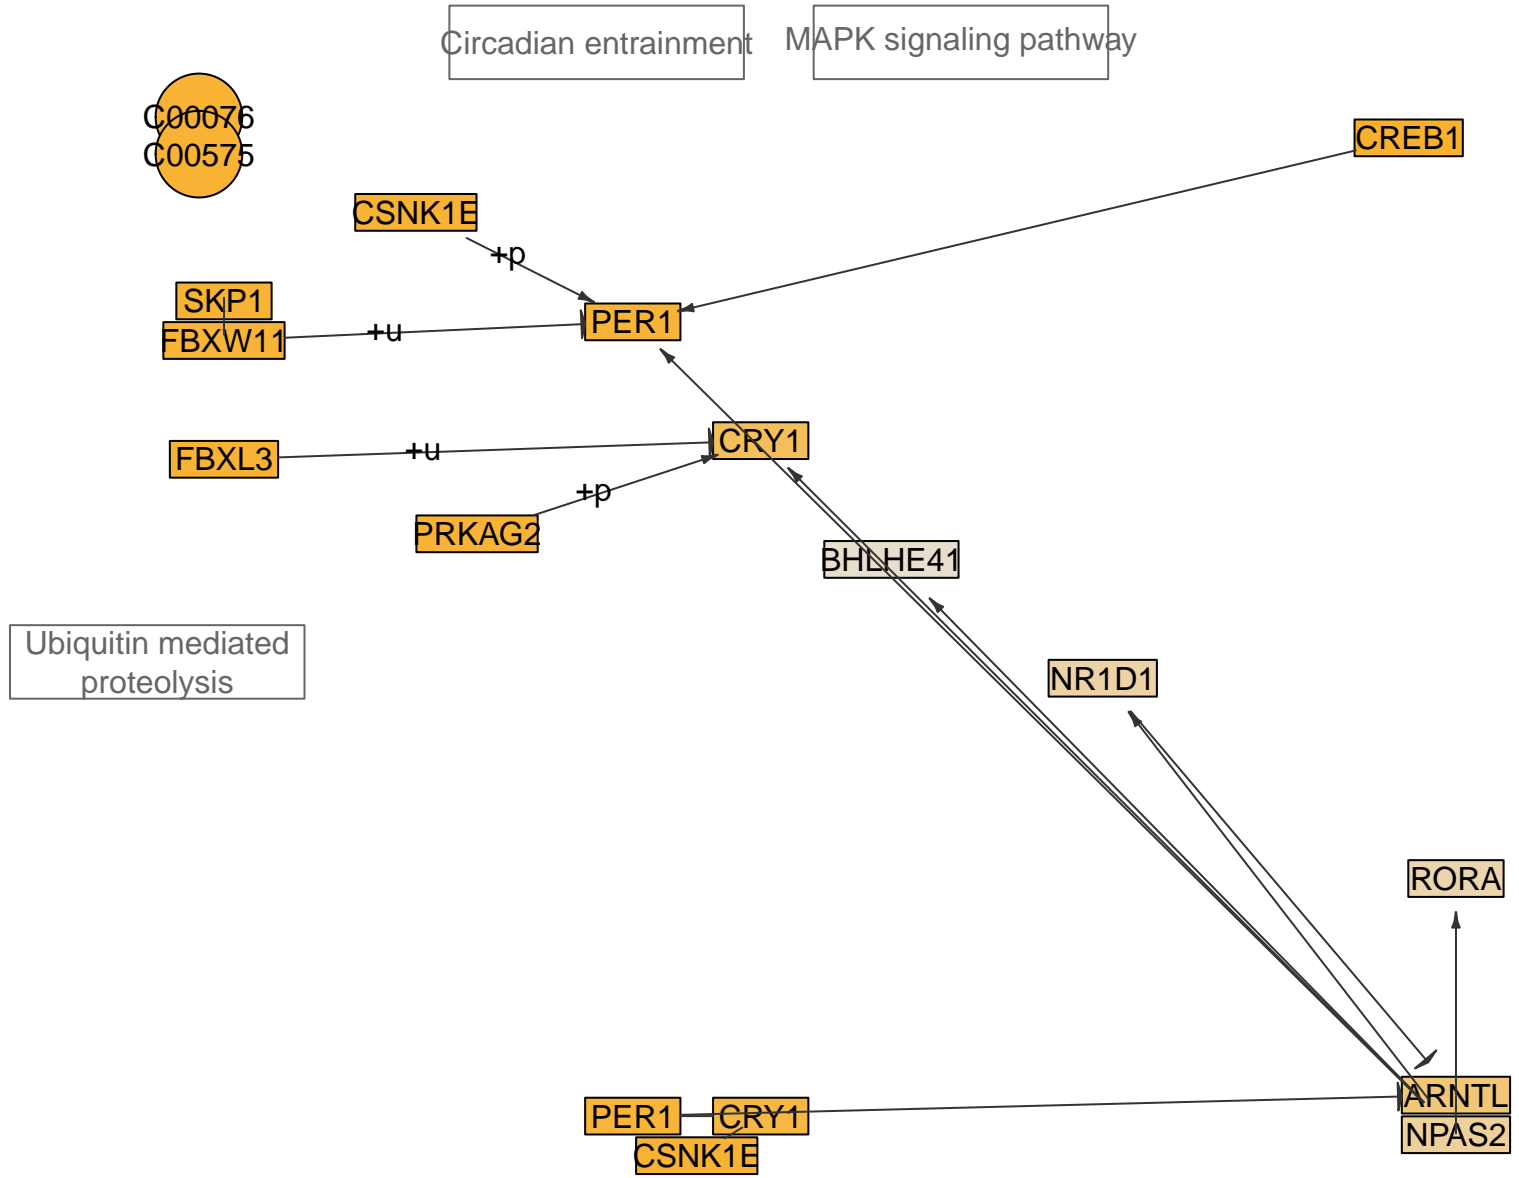 Circadian entrainment
MAPK signaling pathway
C00076
C00575
CREB1
CSNK1E
+p
SKP1
FBXW11
+u
PER1
FBXL3
+u
CRY1
+p
PRKAG2
BHLHE41
Ubiquitin mediated
proteolysis
NR1D1
RORA
ARNTL
NPAS2
PER1
CRY1
CSNK1E